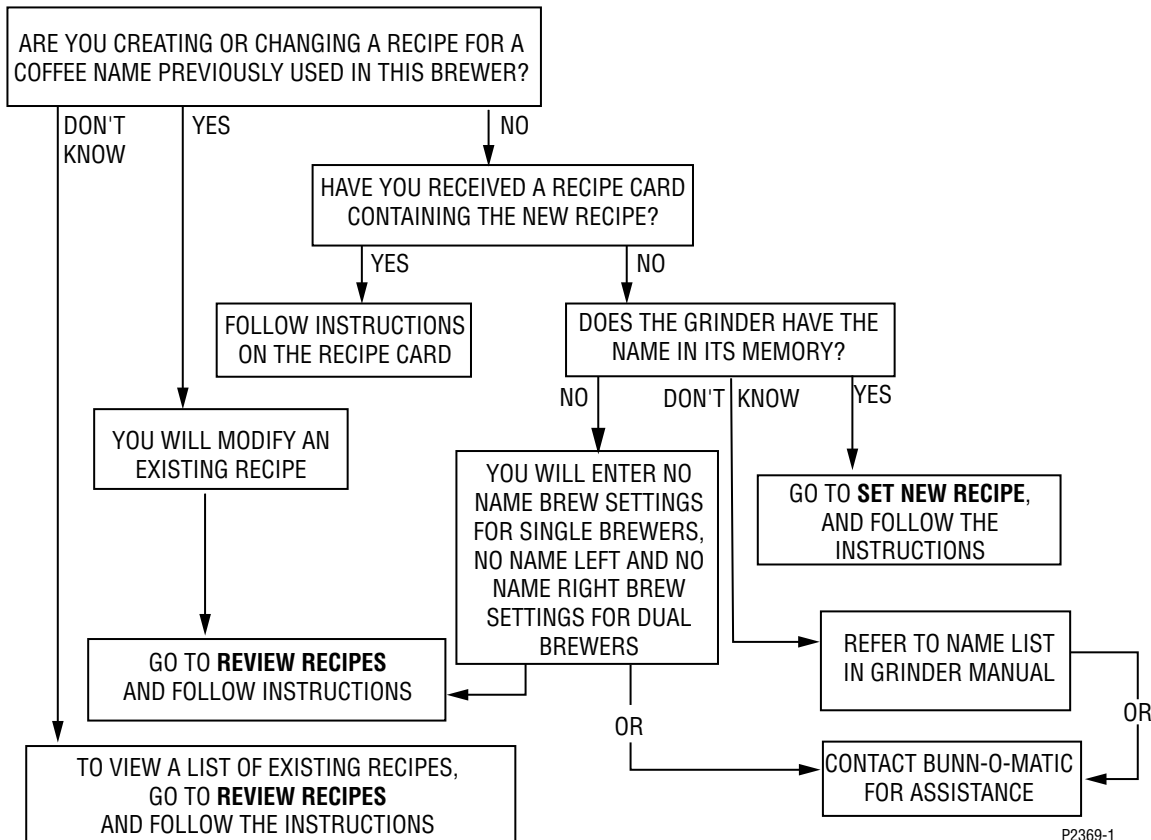 ARE YOU CREATING OR CHANGING A RECIPE FOR A
COFFEE NAME PREVIOUSLY USED IN THIS BREWER?
DON'T
KNOW
YES
NO
HAVE YOU RECEIVED A RECIPE CARD
CONTAINING THE NEW RECIPE?
YES
NO
FOLLOW INSTRUCTIONS
ON THE RECIPE CARD
DOES THE GRINDER HAVE THE
NAME IN ITS MEMORY?
NO
DON'T KNOW
YES
YOU WILL MODIFY AN
EXISTING RECIPE
YOU WILL ENTER NO
NAME BREW SETTINGS
FOR SINGLE BREWERS,
NO NAME LEFT AND NO
NAME RIGHT BREW
SETTINGS FOR DUAL
BREWERS
GO TO SET NEW RECIPE,
AND FOLLOW THE
INSTRUCTIONS
GO TO REVIEW RECIPES
AND FOLLOW INSTRUCTIONS
REFER TO NAME LIST
IN GRINDER MANUAL
OR
OR
TO VIEW A LIST OF EXISTING RECIPES,
GO TO REVIEW RECIPES
AND FOLLOW THE INSTRUCTIONS
CONTACT BUNN-O-MATIC
FOR ASSISTANCE
P2369-1